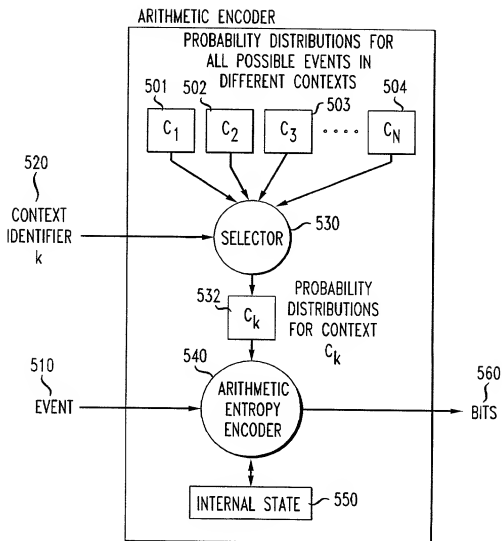 ARITHMETIC ENCODER
PROBABILITY DISTRIBUTIONS FOR
ALL POSSIBLE EVENTS IN
DIFFERENT CONTEXTS
501 502 503 504
C1 C2 C3 .... CN
520
CONTEXT
IDENTIFIER
k
SELECTOR
530
532
Ck
PROBABILITY
DISTRIBUTIONS
FOR CONTEXT
Ck
510
EVENT
540
ARITHMETIC
ENTROPY
ENCODER
560
BITS
INTERNAL STATE
550